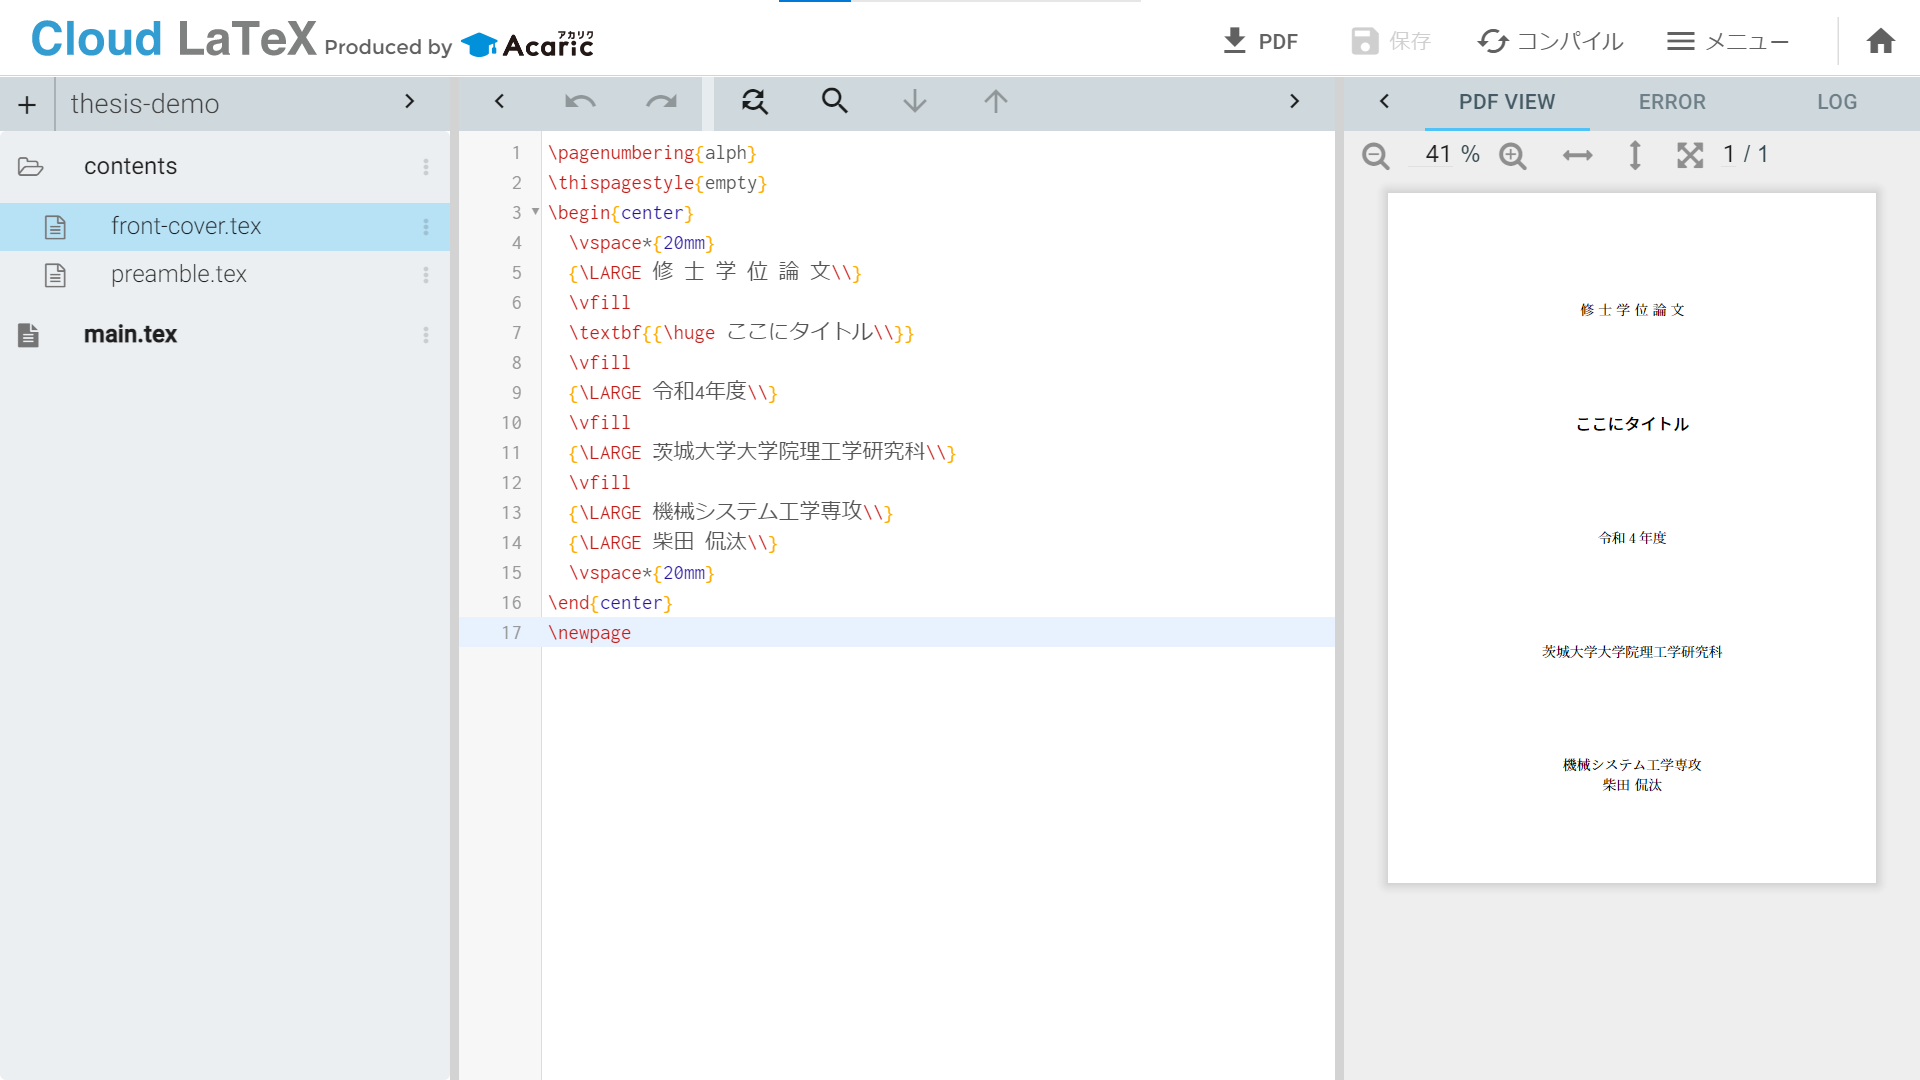 Cloud LaTeX Produced by Acaric アカリク
PDF 保存 コンパイル メニュー
thesis-demo
contents
front-cover.tex
preamble.tex
main.tex
1 \pagenumbering{alph}
2 \thispagestyle{empty}
3 \begin{center}
4 \vspace*{20mm}
5 {\LARGE 修 士 学 位 論 文\\}
6 \vfill
7 \textbf{{\huge ここにタイトル\\}}
8 \vfill
9 {\LARGE 令和4年度\\}
10 \vfill
11 {\LARGE 茨城大学大学院理工学研究科\\}
12 \vfill
13 {\LARGE 機械システム工学専攻\\}
14 {\LARGE 柴田 侃汰\\}
15 \vspace*{20mm}
16 \end{center}
17 \newpage
PDF VIEW ERROR LOG
41 % 1 / 1
修 士 学 位 論 文
ここにタイトル
令和 4 年度
茨城大学大学院理工学研究科
機械システム工学専攻
柴田 侃汰